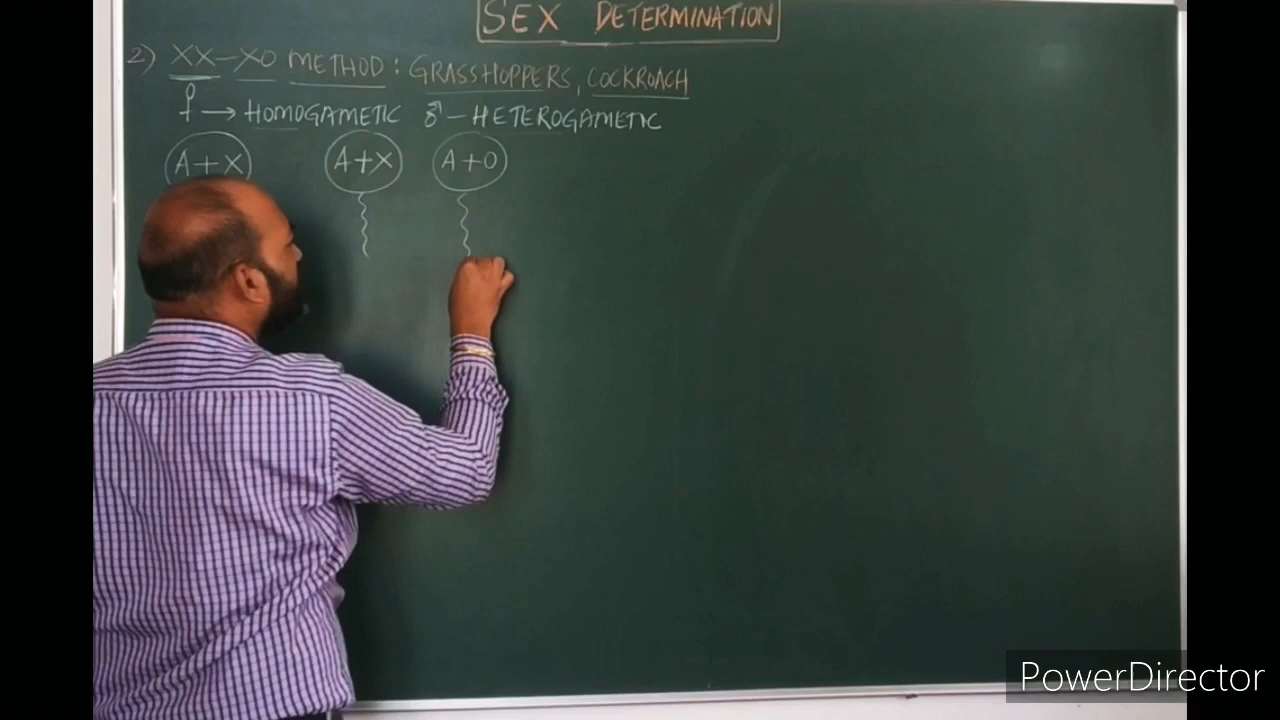 SEX DETERMINATION
2) XX-XO METHOD: GRASSHOPPERS, COCKROACH
♀ → HOMOGAMETIC ♂ - HETEROGAMETIC
A+X A+X A+O
PowerDirector